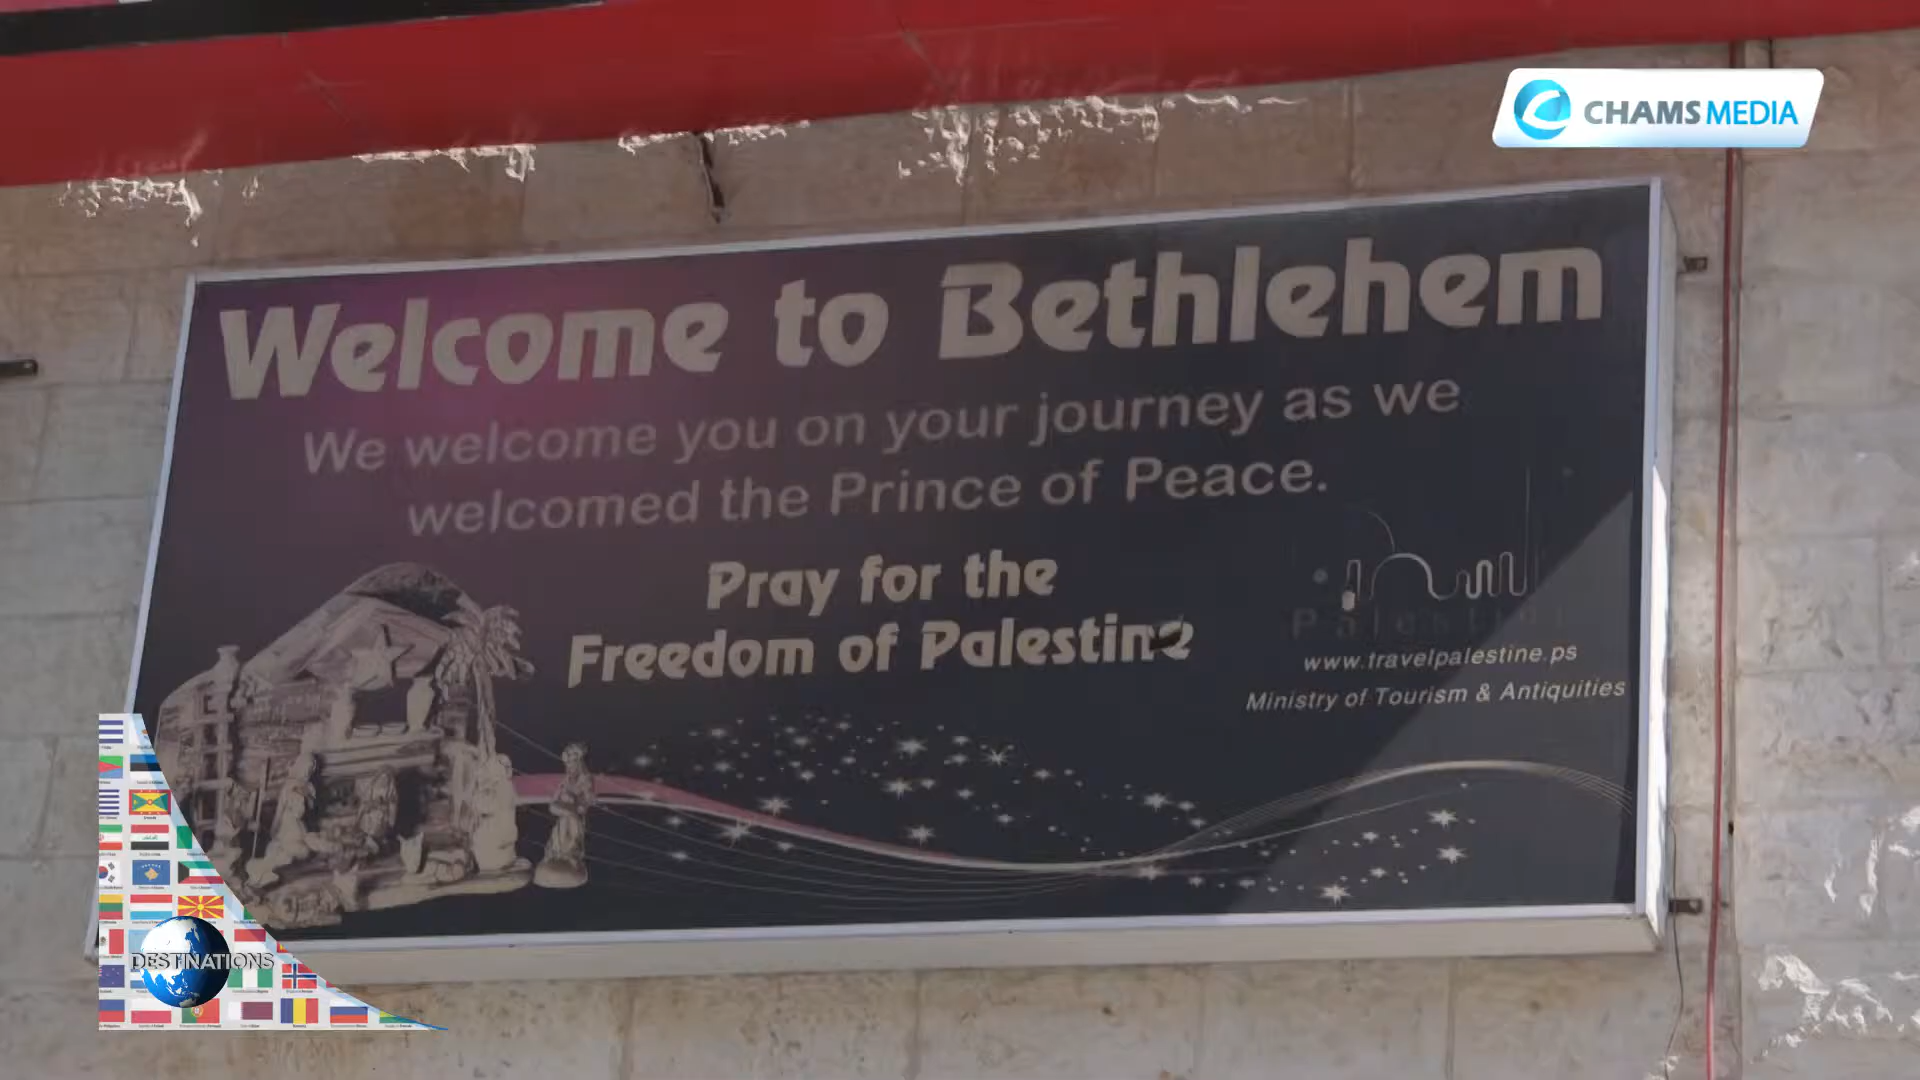 CHAMS MEDIA
Welcome to Bethlehem
We welcome you on your journey as we
welcomed the Prince of Peace.
Pray for the
Freedom of Palestine
Palestine
www.travelpalestine.ps
Ministry of Tourism & Antiquities
DESTINATIONS